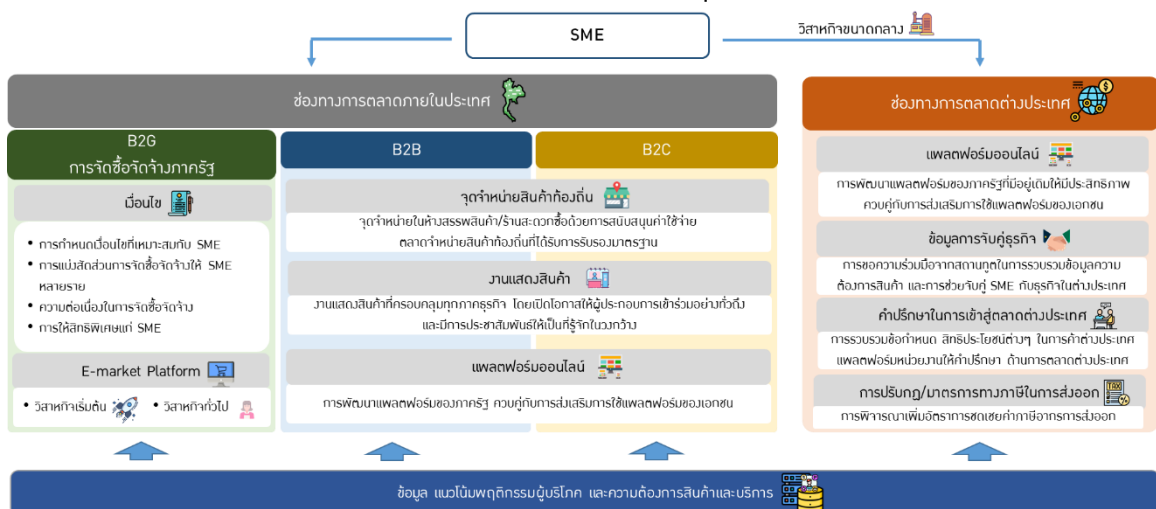 SME
วิสาหกิจขนาดกลาง
ช่องทางการตลาดภายในประเทศ
ช่องทางการตลาดต่างประเทศ
B2G
การจัดซื้อจัดจ้างภาครัฐ
B2B
B2C
เงื่อนไข
• การกำหนดเงื่อนไขที่เหมาะสมกับ SME
• การแบ่งสัดส่วนการจัดซื้อจัดจ้างให้ SME
หลายราย
• ความต่อเนื่องในการจัดซื้อจัดจ้าง
• การให้สิทธิพิเศษแก่ SME
E-market Platform
• วิสาหกิจเริ่มต้น
• วิสาหกิจทั่วไป
จุดจำหน่ายสินค้าท้องถิ่น
จุดจำหน่ายในห้างสรรพสินค้า/ร้านสะดวกซื้อด้วยการสนับสนุนค่าใช้จ่าย
ตลาดจำหน่ายสินค้าท้องถิ่นที่ได้รับการรับรองมาตรฐาน
งานแสดงสินค้า
งานแสดงสินค้าที่ครอบคลุมทุกภาคธุรกิจ โดยเปิดโอกาสให้ผู้ประกอบการเข้าร่วมอย่างทั่วถึง
และมีการประชาสัมพันธ์ให้เป็นที่รู้จักในวงกว้าง
แพลตฟอร์มออนไลน์
การพัฒนาแพลตฟอร์มของภาครัฐ ควบคู่กับการส่งเสริมการใช้แพลตฟอร์มของเอกชน
แพลตฟอร์มออนไลน์
การพัฒนาแพลตฟอร์มของภาครัฐที่มีอยู่เดิมให้มีประสิทธิภาพ
ควบคู่กับการส่งเสริมการใช้แพลตฟอร์มของเอกชน
ข้อมูลการจับคู่ธุรกิจ
การขอความร่วมมือจากสถานทูตในการรวบรวมข้อมูลความ
ต้องการสินค้า และการช่วยจับคู่ SME กับธุรกิจในต่างประเทศ
คำปรึกษาในการเข้าสู่ตลาดต่างประเทศ
การรวบรวมข้อกำหนด สิทธิประโยชน์ต่างๆ ในการค้าต่างประเทศ
แพลตฟอร์มหน่วยงานให้คำปรึกษา ด้านการตลาดต่างประเทศ
การปรับกฎ/มาตรการทางภาษีในการส่งออก
การพิจารณาเพิ่มอัตราการชดเชยค่าภาษีอากรการส่งออก
ข้อมูล แนวโน้มพฤติกรรมผู้บริโภค และความต้องการสินค้าและบริการ